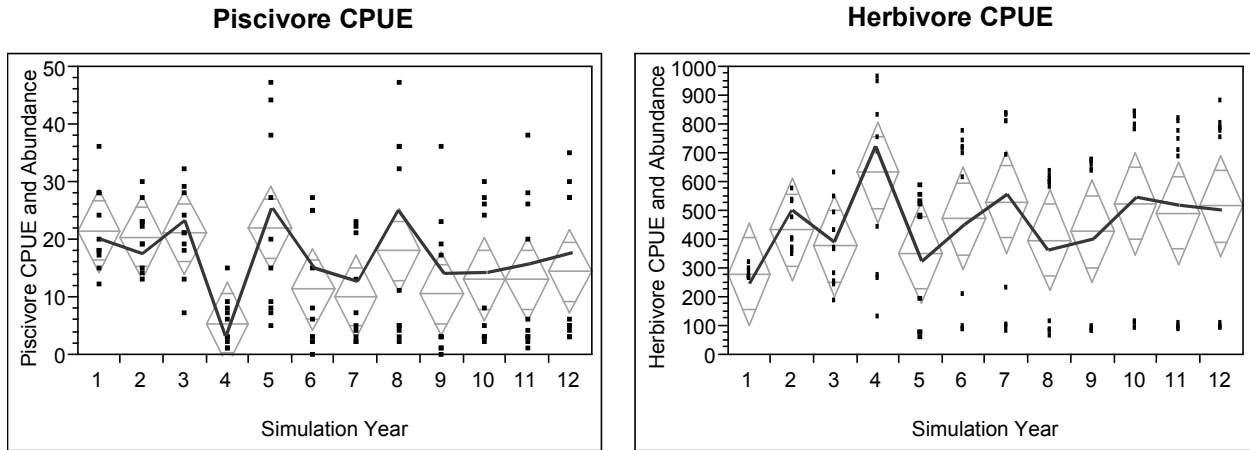 Piscivore CPUE
Piscivore CPUE and Abundance
50
40
30
20
10
0
1 2 3 4 5 6 7 8 9 10 11 12
Simulation Year
Herbivore CPUE
Herbivore CPUE and Abundance
1000
900
800
700
600
500
400
300
200
100
0
1 2 3 4 5 6 7 8 9 10 11 12
Simulation Year